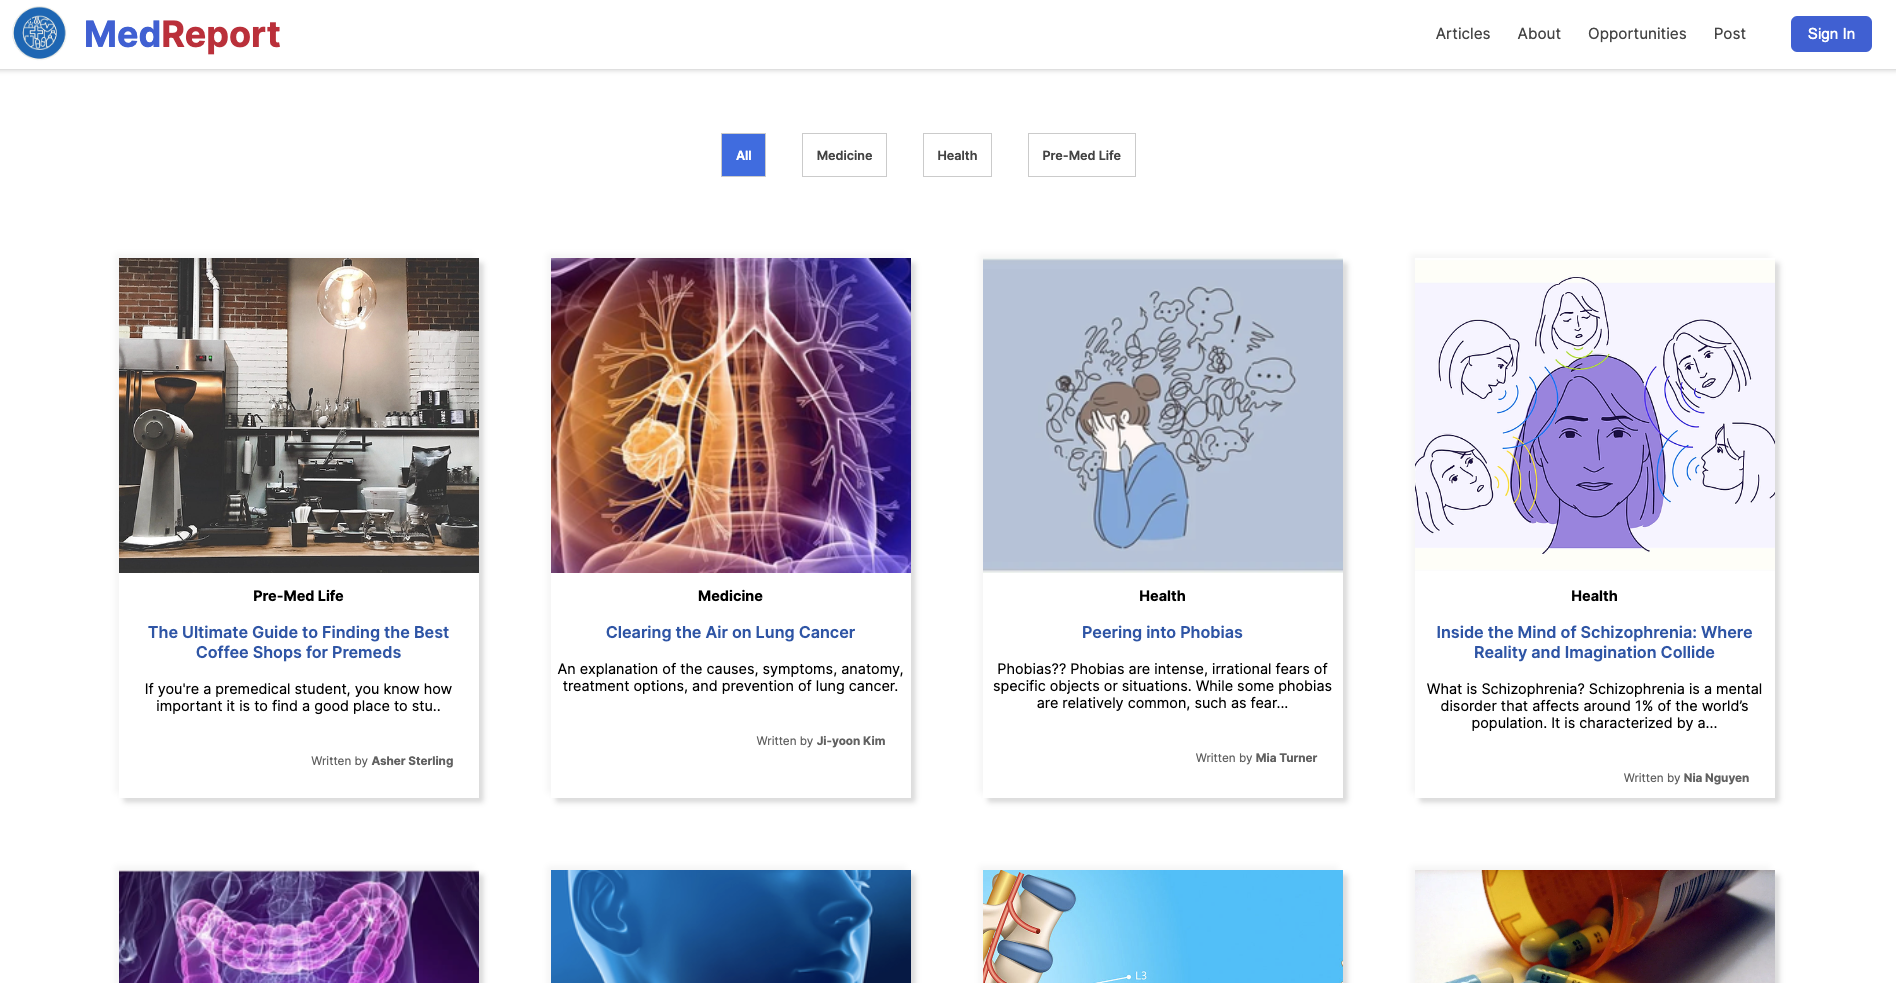 MedReport
Articles
About
Opportunities
Post
Sign In
All
Medicine
Health
Pre-Med Life
Pre-Med Life
The Ultimate Guide to Finding the Best
Coffee Shops for Premeds
If you're a premedical student, you know how
important it is to find a good place to stu..
Written by Asher Sterling
Medicine
Clearing the Air on Lung Cancer
An explanation of the causes, symptoms, anatomy,
treatment options, and prevention of lung cancer.
Written by Ji-yoon Kim
Health
Peering into Phobias
Phobias?? Phobias are intense, irrational fears of
specific objects or situations. While some phobias
are relatively common, such as fear...
Written by Mia Turner
Health
Inside the Mind of Schizophrenia: Where
Reality and Imagination Collide
What is Schizophrenia? Schizophrenia is a mental
disorder that affects around 1% of the world’s
population. It is characterized by a...
Written by Nia Nguyen
L3